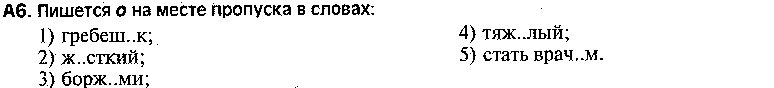 А6. Пишется о на месте пропуска в словах:
1) гребеш..к;
2) ж..сткий;
3) борж..ми;
4) тяж..лый;
5) стать врач..м.